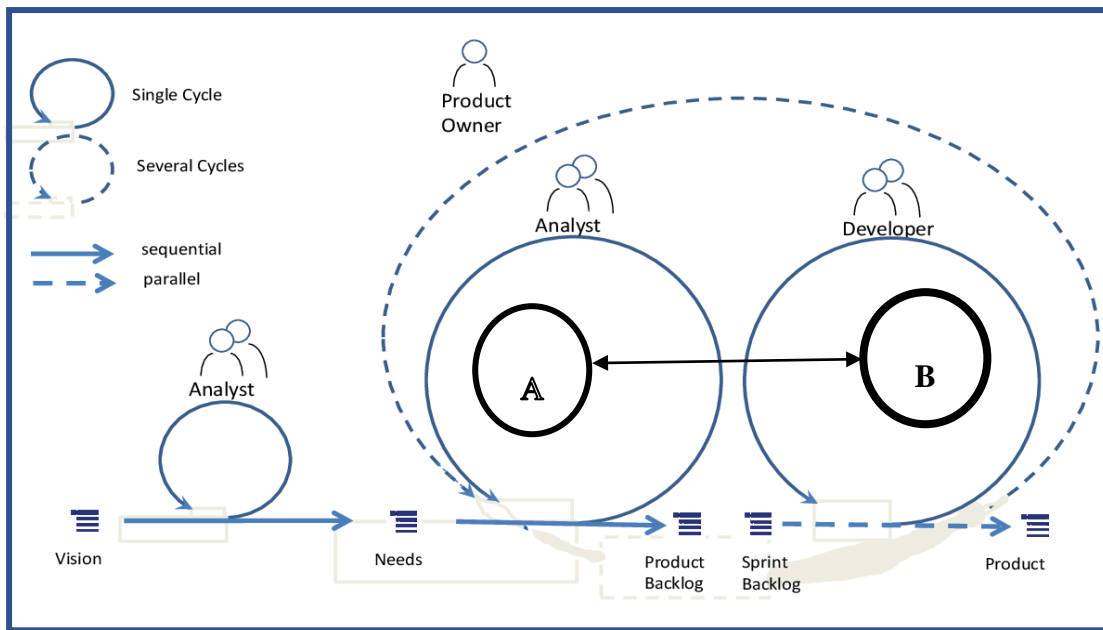 Single Cycle
Several Cycles
sequential
parallel
Product
Owner
Analyst
Developer
Analyst
A
B
Vision
Needs
Product
Backlog
Sprint
Backlog
Product